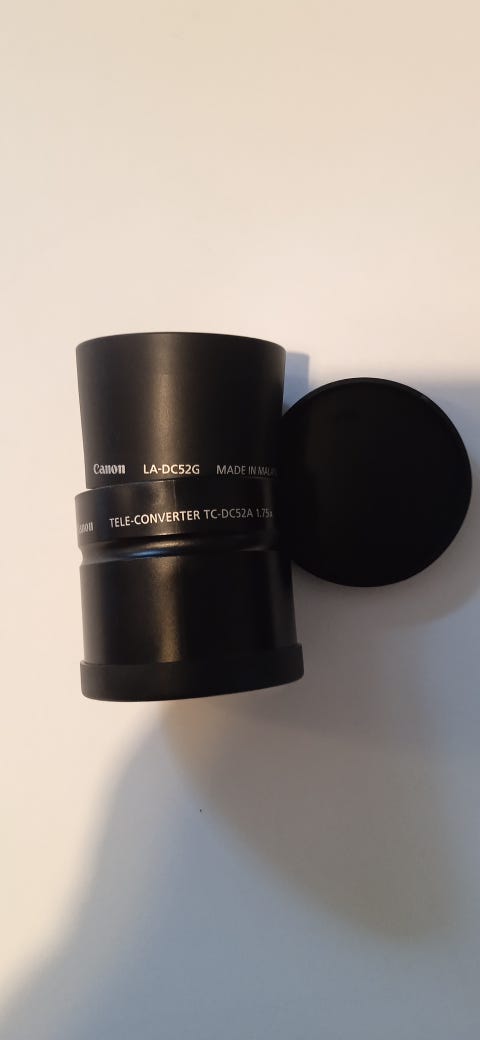 Canon LA-DC52G MADE IN
TELE-CONVERTER TC-DC52A 1.75x